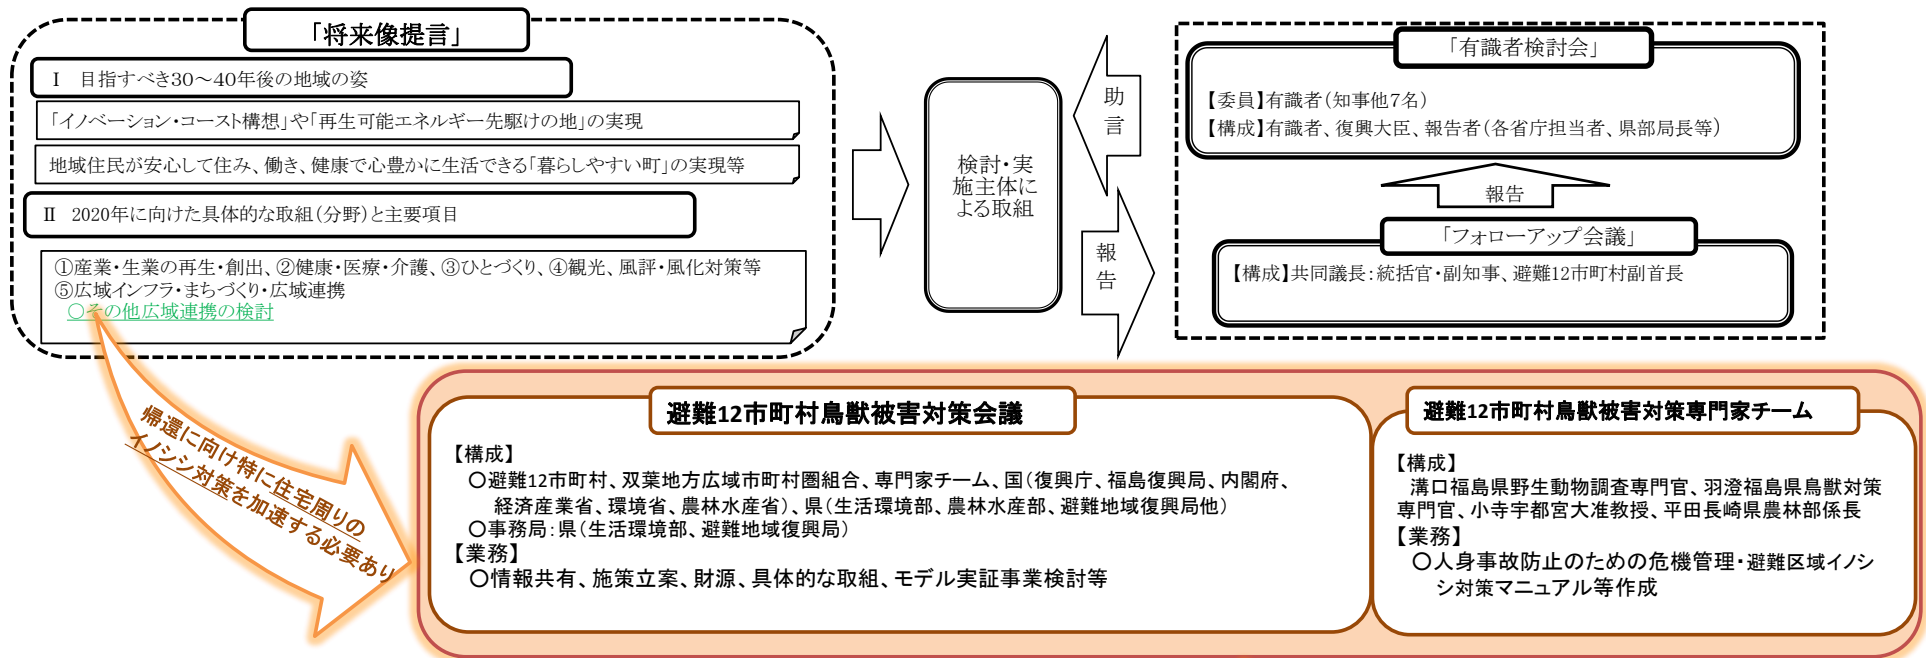 「将来像提言」
Ⅰ　目指すべき30～40年後の地域の姿
「イノベーション・コースト構想」や「再生可能エネルギー先駆けの地」の実現
地域住民が安心して住み、働き、健康で心豊かに生活できる「暮らしやすい町」の実現等
Ⅱ　2020年に向けた具体的な取組（分野）と主要項目
①産業・生業の再生・創出、②健康・医療・介護、③ひとづくり、④観光、風評・風化対策等
⑤広域インフラ・まちづくり・広域連携
○その他広域連携の検討
検討・実
施主体に
よる取組
助言
報告
「有識者検討会」
【委員】有識者（知事他7名）
【構成】有識者、復興大臣、報告者（各省庁担当者、県部局長等）
報告
「フォローアップ会議」
【構成】共同議長：統括官・副知事、避難12市町村副首長
帰還に向け特に住宅周りの
イノシシ対策を加速する必要あり
避難12市町村鳥獣被害対策会議
【構成】
○避難12市町村、双葉地方広域市町村圏組合、専門家チーム、国（復興庁、福島復興局、内閣府、
経済産業省、環境省、農林水産省）、県（生活環境部、農林水産部、避難地域復興局他）
○事務局：県（生活環境部、避難地域復興局）
【業務】
○情報共有、施策立案、財源、具体的な取組、モデル実証事業検討等
避難12市町村鳥獣被害対策専門家チーム
【構成】
溝口福島県野生動物調査専門官、羽澄福島県鳥獣対策
専門官、小寺宇都宮大准教授、平田長崎県農林部係長
【業務】
○人身事故防止のための危機管理・避難区域イノシ
シ対策マニュアル等作成